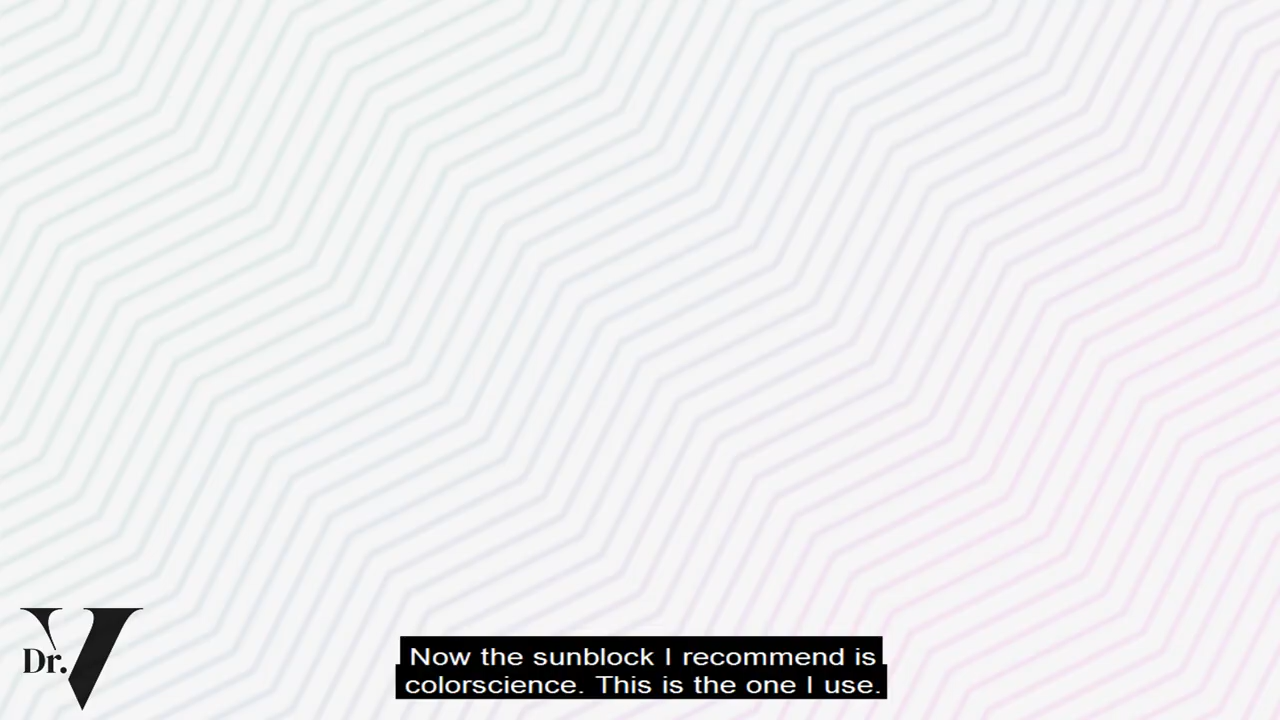 Dr. V
Now the sunblock I recommend is
colorscience. This is the one I use.